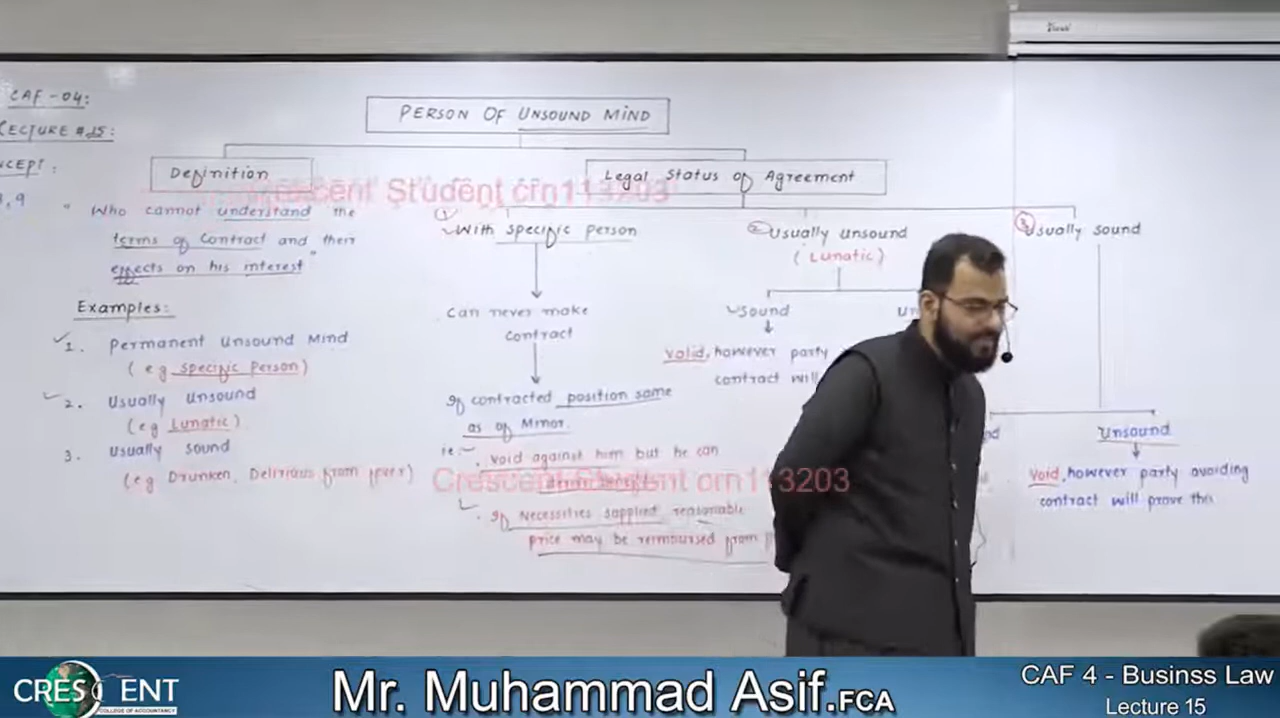 CAF - 04:
LECTURE #15:
PERSON OF UNSOUND MIND
Definition
" Who cannot understand the
terms of Contract and their
effects on his interest "
Examples:
1. Permanent Unsound Mind
(eg specific person)
2. Usually Unsound
(eg Lunatic)
3. Usually sound
(eg Drunken, Delirious from fever)
Legal Status of Agreement
1 With specific person
Can never make
Contract
If contracted position same
as of Minor.
ie
. void against him but he can
. If Necessities supplied reasonable
price may be reimbursed from
2 Usually unsound
(Lunatic)
Sound
Void, however party
contract will
3 Usually sound
Unsound
Void, however party avoiding
contract will prove this
Crescent Student crn113203
Crescent Student crn113203
CRESCENT
COLLEGE OF ACCOUNTANCY
Mr. Muhammad Asif.FCA
CAF 4 - Businss Law
Lecture 15